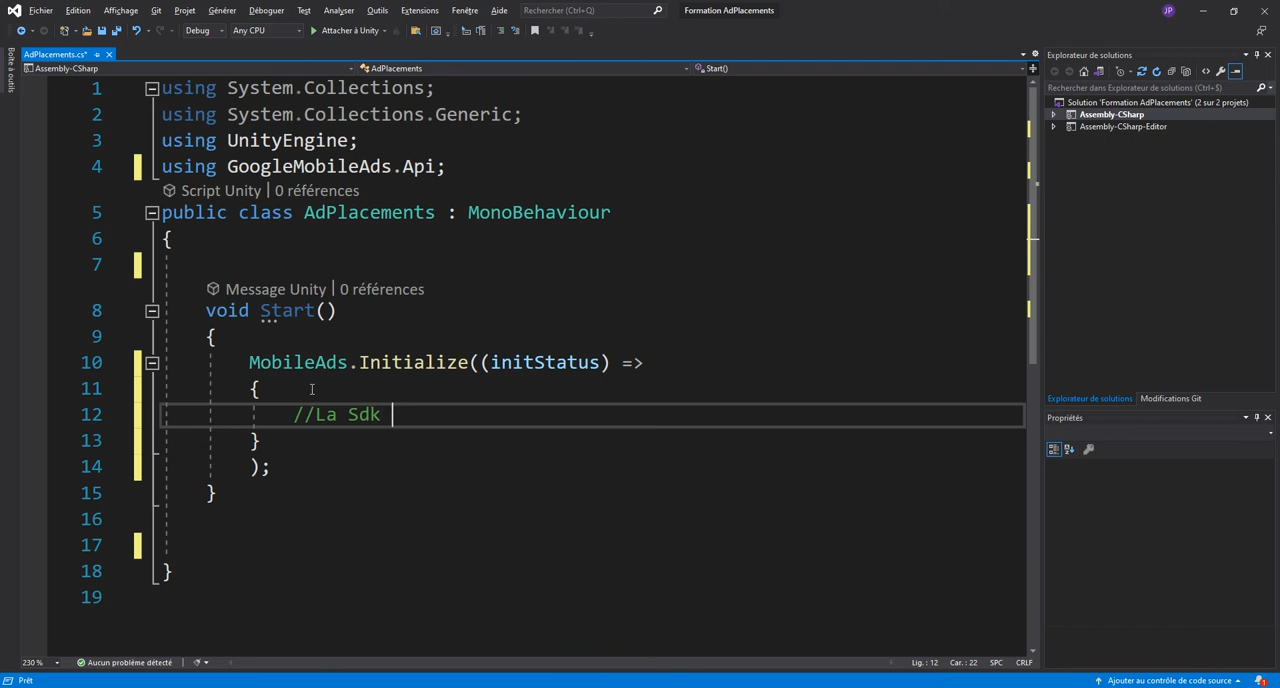 Fichier Edition Affichage Git Projet Générer Déboguer Test Analyser Outils Extensions Fenêtre Aide Rechercher (Ctrl+Q) Formation AdPlacements JP
Debug Any CPU Attacher à Unity
Boîte à outils
AdPlacements.cs*
Assembly-CSharp AdPlacements Start()
1 using System.Collections;
2 using System.Collections.Generic;
3 using UnityEngine;
4 using GoogleMobileAds.Api;
Script Unity | 0 références
5 public class AdPlacements : MonoBehaviour
6 {
7
Message Unity | 0 références
8 void Start()
9 {
10 MobileAds.Initialize((initStatus) =>
11 {
12 //La Sdk
13 }
14 );
15 }
16
17
18 }
19
230 % Aucun problème détecté Lig. : 12 Car. : 22 SPC CRLF
Explorateur de solutions
Rechercher dans Explorateur de solutions (Ctrl+$)
Solution 'Formation AdPlacements' (2 sur 2 projets)
Assembly-CSharp
Assembly-CSharp-Editor
Explorateur de solutions Modifications Git
Propriétés
Prêt Ajouter au contrôle de code source 1